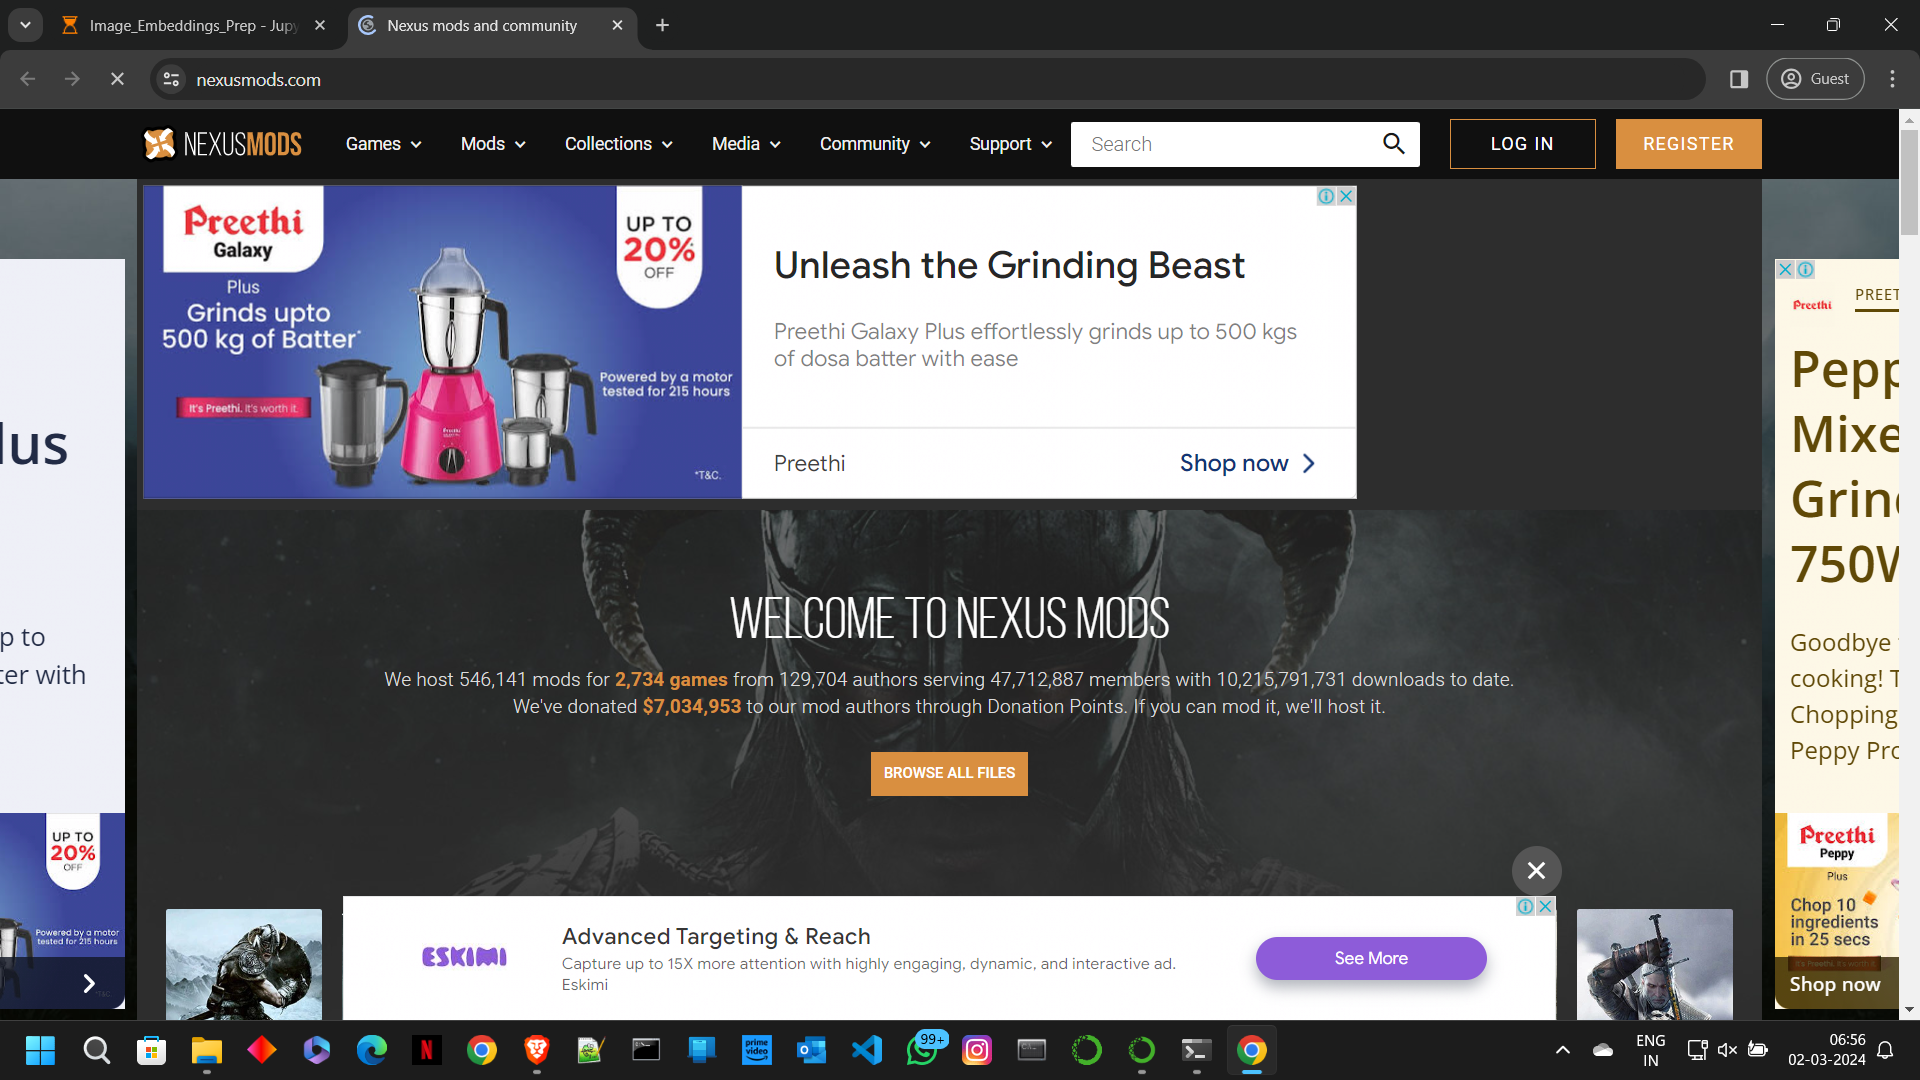 Image_Embeddings_Prep - Jupy
Nexus mods and community
nexusmods.com
Guest
NEXUSMODS
Games
Mods
Collections
Media
Community
Support
Search
LOG IN
REGISTER
Preethi
Galaxy
Plus
Grinds upto
500 kg of Batter*
It's Preethi. It's worth it.
UP TO
20%
OFF
Powered by a motor
tested for 215 hours
*T&C.
Unleash the Grinding Beast
Preethi Galaxy Plus effortlessly grinds up to 500 kgs
of dosa batter with ease
Preethi
Shop now
lus
p to
ter with
UP TO
20%
OFF
Powered by a motor
tested for 215 hours
Preethi
PREET
Pepp
Mixe
Grin
750W
Goodbye
cooking! T
Chopping
Peppy Pro
Preethi
Peppy
Plus
Chop 10
ingredients
in 25 secs
It's Preethi. It's worth it.
Shop now
WELCOME TO NEXUS MODS
We host 546,141 mods for 2,734 games from 129,704 authors serving 47,712,887 members with 10,215,791,731 downloads to date.
We've donated $7,034,953 to our mod authors through Donation Points. If you can mod it, we'll host it.
BROWSE ALL FILES
ESKIMI
Advanced Targeting & Reach
Capture up to 15X more attention with highly engaging, dynamic, and interactive ad.
Eskimi
See More
N
prime
video
99+
ENG
IN
06:56
02-03-2024